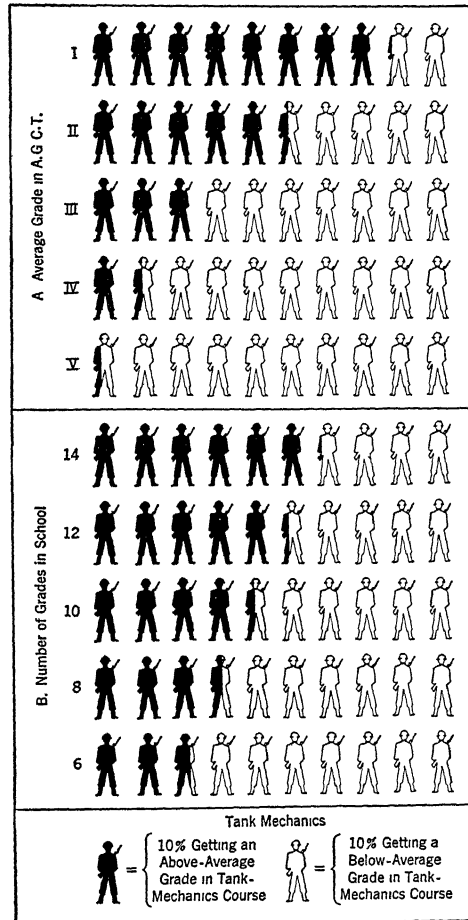 A Average Grade in A.G C.T.
I
II
III
IV
V
B. Number of Grades in School
14
12
10
8
6
Tank Mechanics
= { 10% Getting an
Above-Average
Grade in Tank-
Mechanics Course
= { 10% Getting a
Below-Average
Grade in Tank-
Mechanics Course